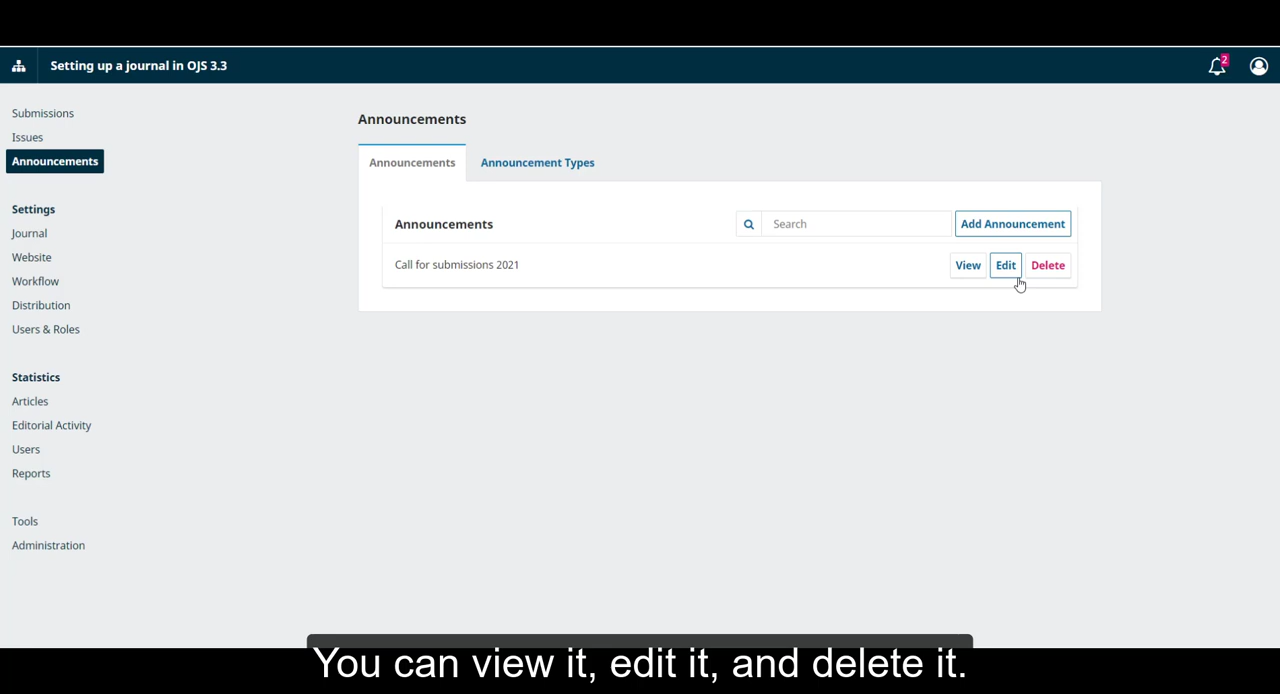 Setting up a journal in OJS 3.3
2
Submissions
Issues
Announcements
Settings
Journal
Website
Workflow
Distribution
Users & Roles
Statistics
Articles
Editorial Activity
Users
Reports
Tools
Administration
Announcements
Announcements Announcement Types
Announcements Search Add Announcement
Call for submissions 2021 View Edit Delete
You can view it, edit it, and delete it.